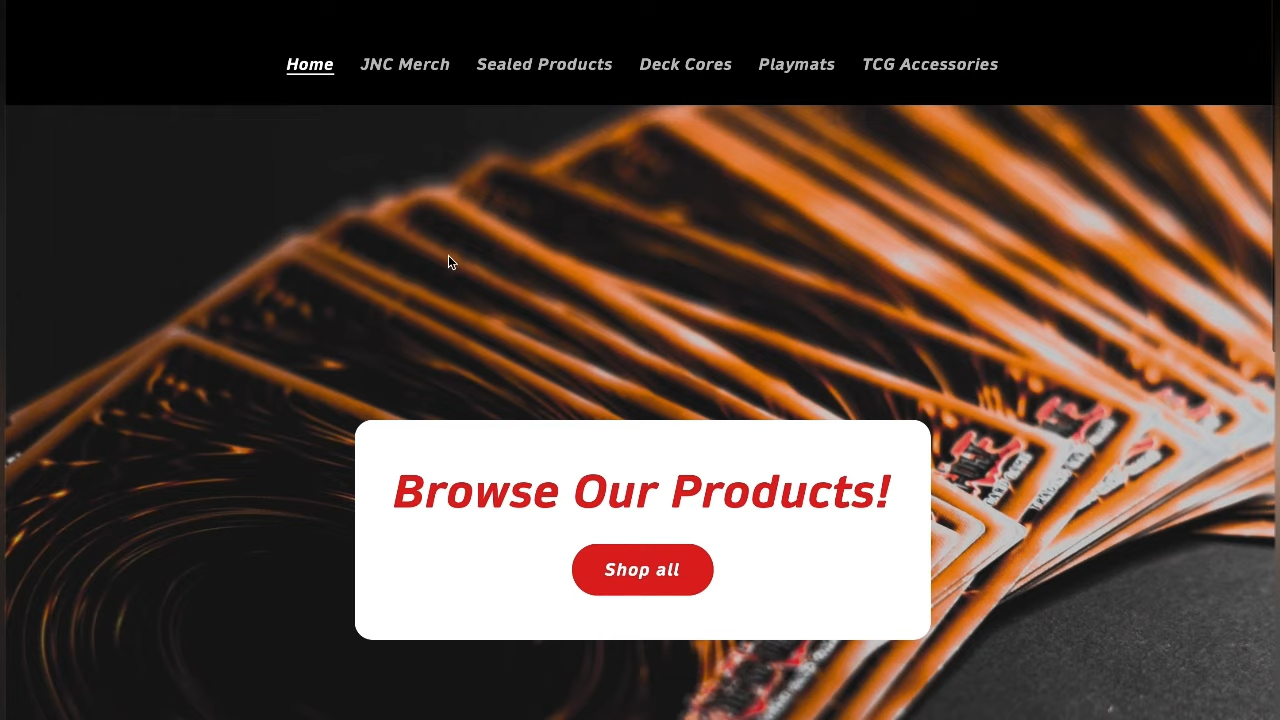 Home JNC Merch Sealed Products Deck Cores Playmats TCG Accessories
Browse Our Products!
Shop all